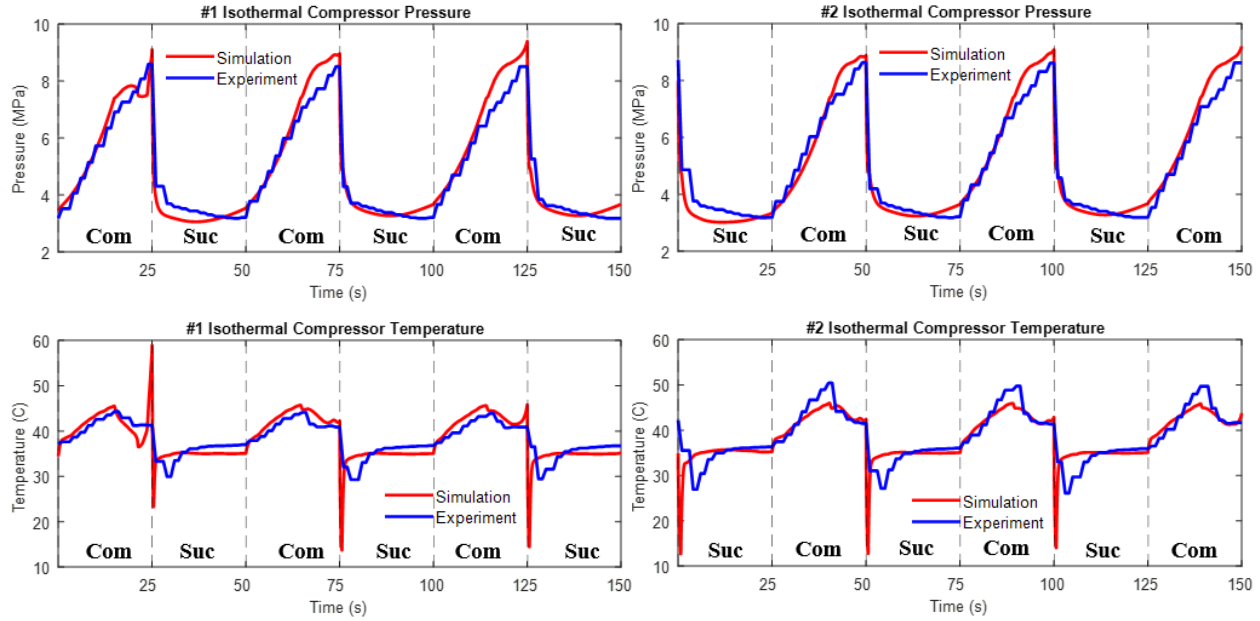 #1 Isothermal Compressor Pressure
10
8
6
4
2
Pressure (MPa)
Simulation
Experiment
Com Suc Com Suc Com Suc
25 50 75 100 125 150
Time (s)
#2 Isothermal Compressor Pressure
10
8
6
4
2
Pressure (MPa)
Simulation
Experiment
Suc Com Suc Com Suc Com
25 50 75 100 125 150
Time (s)
#1 Isothermal Compressor Temperature
60
50
40
30
20
10
Temperature (C)
Simulation
Experiment
Com Suc Com Suc Com Suc
25 50 75 100 125 150
Time (s)
#2 Isothermal Compressor Temperature
60
50
40
30
20
10
Temperature (C)
Simulation
Experiment
Suc Com Suc Com Suc Com
25 50 75 100 125 150
Time (s)